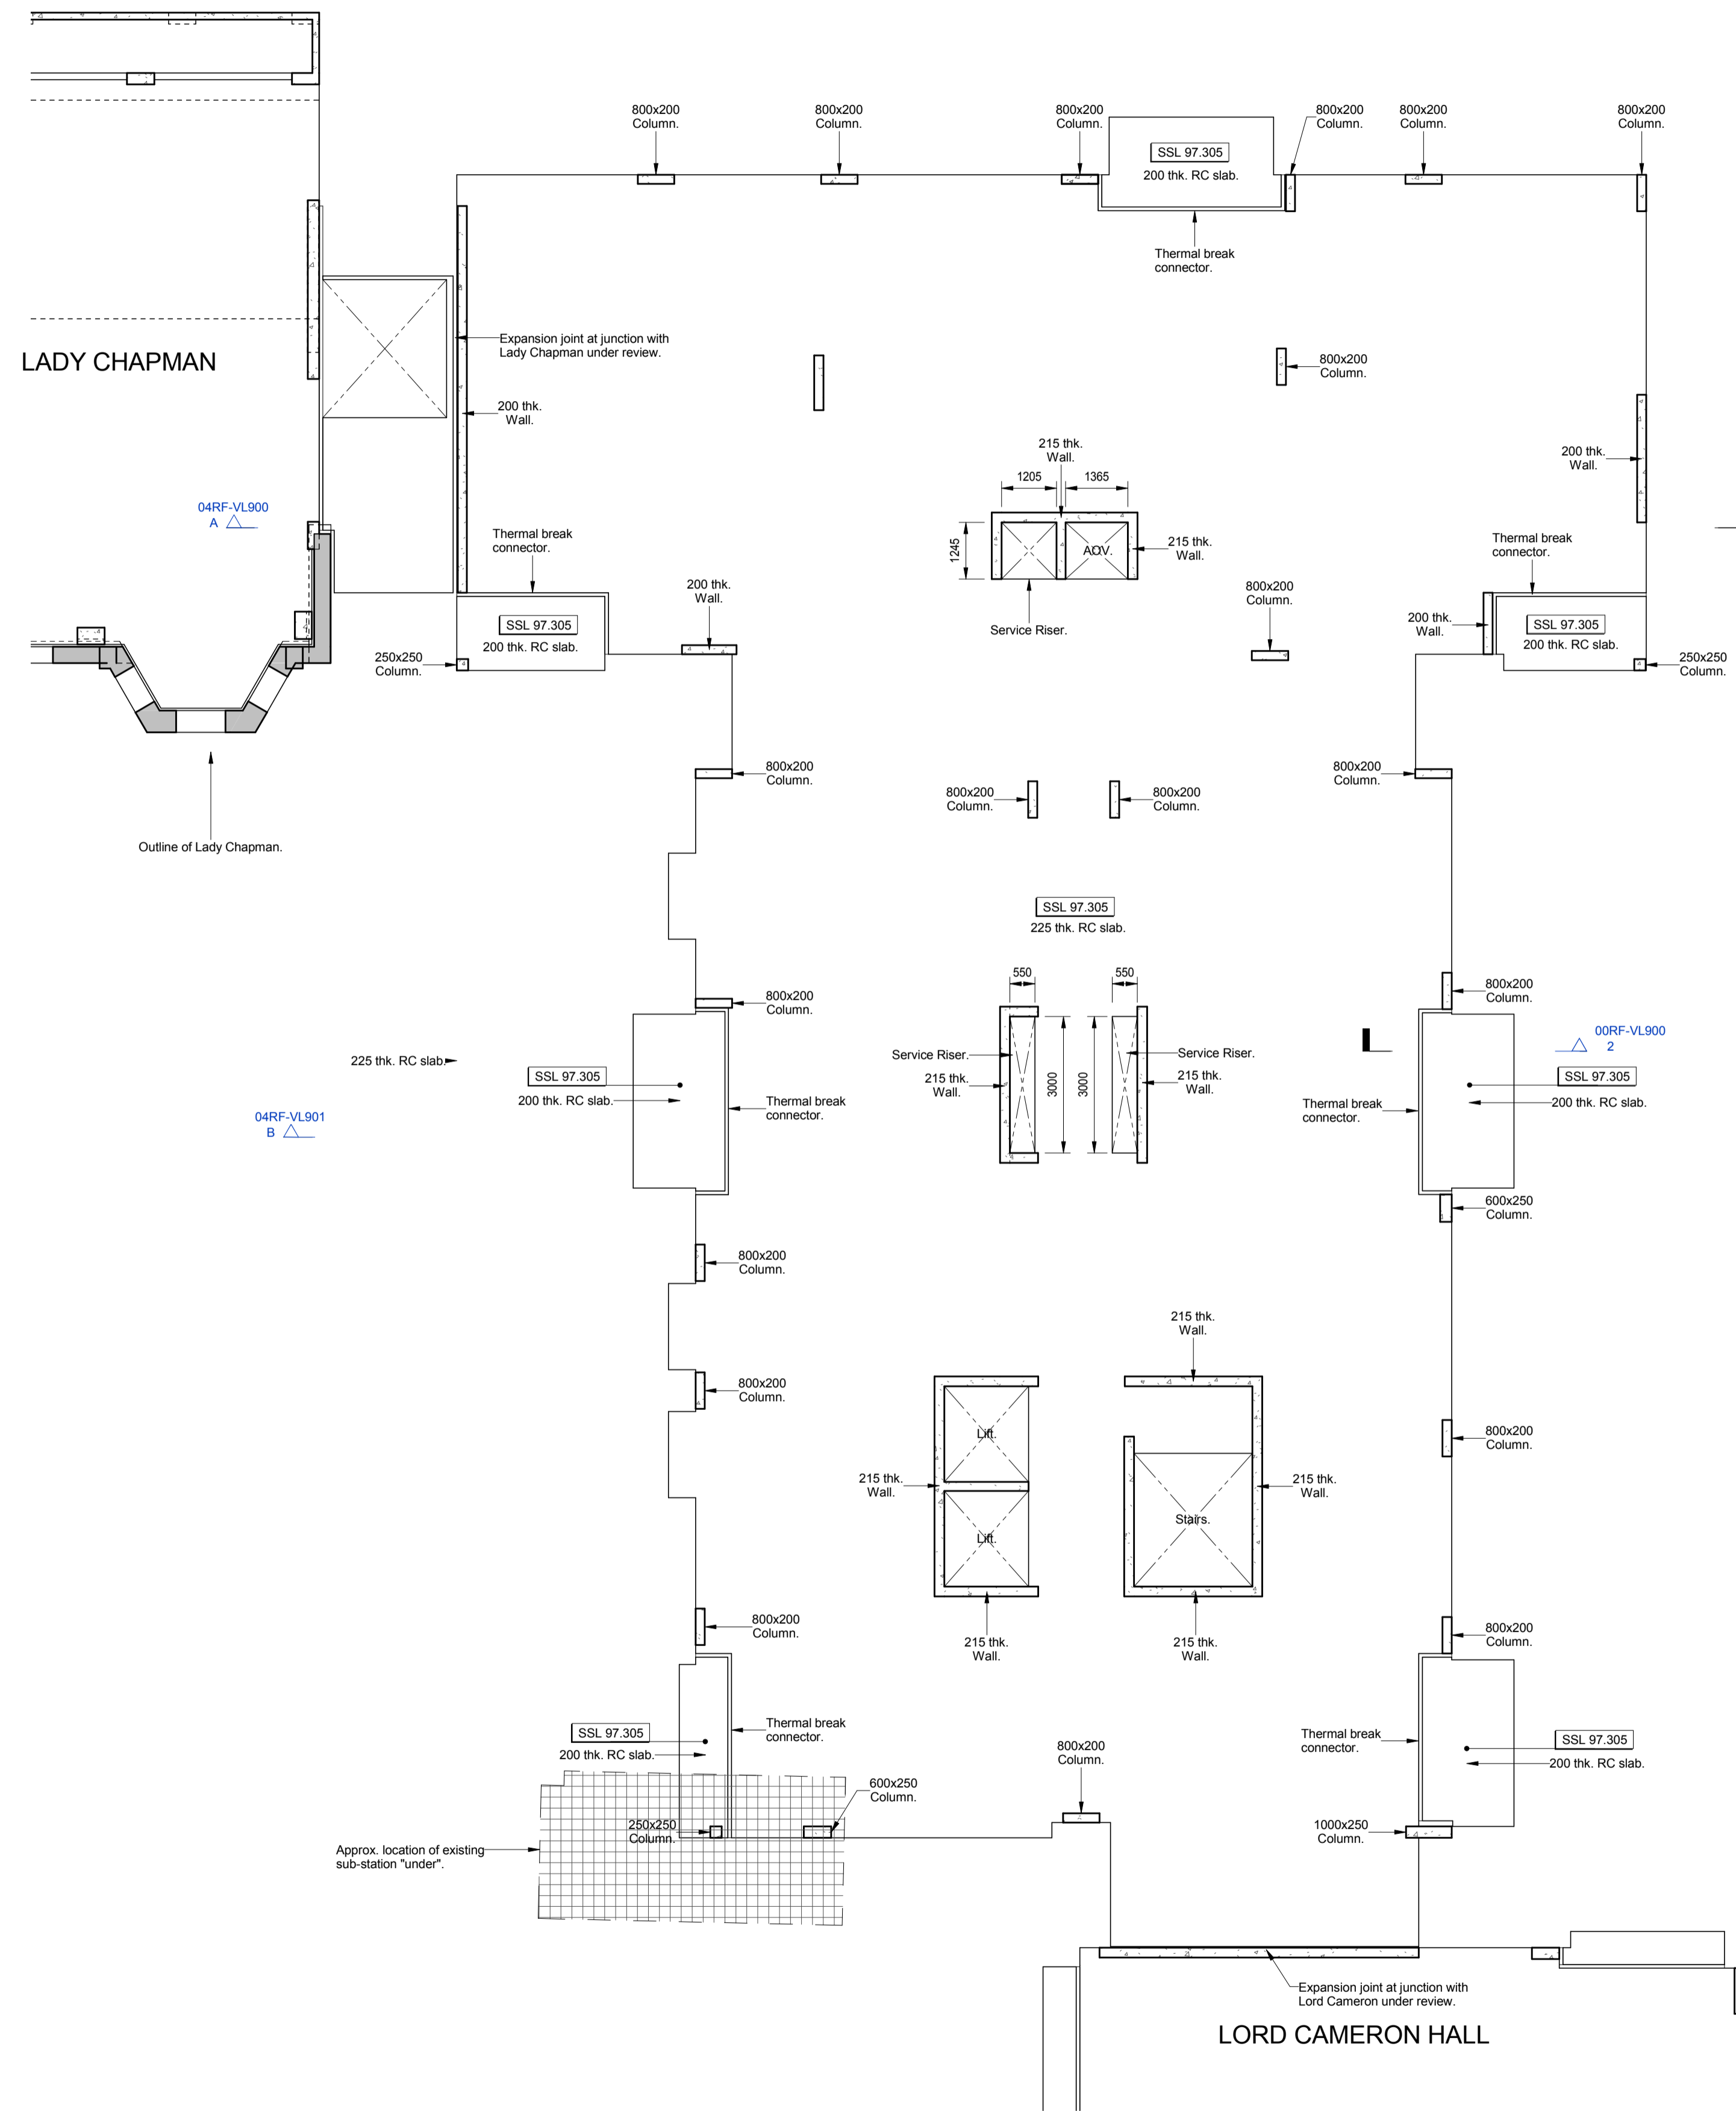 800x200
Column.
800x200
Column.
800x200
Column.
800x200
Column.
800x200
Column.
800x200
Column.
SSL 97.305
200 thk. RC slab.
Thermal break
connector.
LADY CHAPMAN
Expansion joint at junction with
Lady Chapman under review.
200 thk.
Wall.
800x200
Column.
215 thk.
Wall.
1205
1365
1245
AOV.
215 thk.
Wall.
Service Riser.
200 thk.
Wall.
04RF-VL900
A
Thermal break
connector.
SSL 97.305
200 thk. RC slab.
250x250
Column.
200 thk.
Wall.
800x200
Column.
Thermal break
connector.
200 thk.
Wall.
SSL 97.305
200 thk. RC slab.
250x250
Column.
Outline of Lady Chapman.
800x200
Column.
800x200
Column.
800x200
Column.
800x200
Column.
SSL 97.305
225 thk. RC slab.
550
550
800x200
Column.
800x200
Column.
225 thk. RC slab.
SSL 97.305
200 thk. RC slab.
Thermal break
connector.
Service Riser.
215 thk.
Wall.
3000
3000
Service Riser.
215 thk.
Wall.
Thermal break
connector.
00RF-VL900
2
SSL 97.305
200 thk. RC slab.
04RF-VL901
B
600x250
Column.
800x200
Column.
800x200
Column.
215 thk.
Wall.
Lift.
215 thk.
Wall.
Lift.
Stairs.
215 thk.
Wall.
800x200
Column.
800x200
Column.
215 thk.
Wall.
215 thk.
Wall.
800x200
Column.
SSL 97.305
200 thk. RC slab.
Thermal break
connector.
800x200
Column.
Thermal break
connector.
SSL 97.305
200 thk. RC slab.
600x250
Column.
250x250
Column.
1000x250
Column.
Approx. location of existing
sub-station "under".
Expansion joint at junction with
Lord Cameron under review.
LORD CAMERON HALL